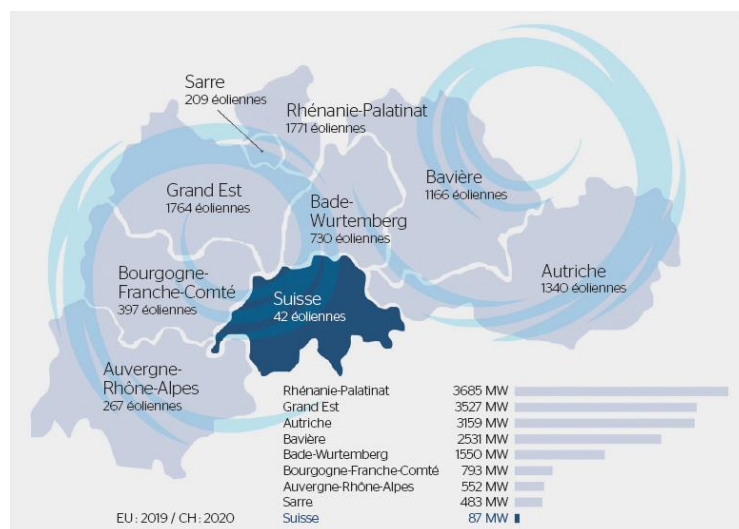 Sarre
209 éoliennes
Rhénanie-Palatinat
1771 éoliennes
Grand Est
1764 éoliennes
Bade-
Wurtemberg
730 éoliennes
Bavière
1166 éoliennes
Bourgogne-
Franche-Comté
397 éoliennes
Suisse
42 éoliennes
Autriche
1340 éoliennes
Auvergne-
Rhône-Alpes
267 éoliennes
Rhénanie-Palatinat 3685 MW
Grand Est 3527 MW
Autriche 3159 MW
Bavière 2531 MW
Bade-Wurtemberg 1550 MW
Bourgogne-Franche-Comté 793 MW
Auvergne-Rhône-Alpes 552 MW
Sarre 483 MW
Suisse 87 MW
EU : 2019 / CH : 2020